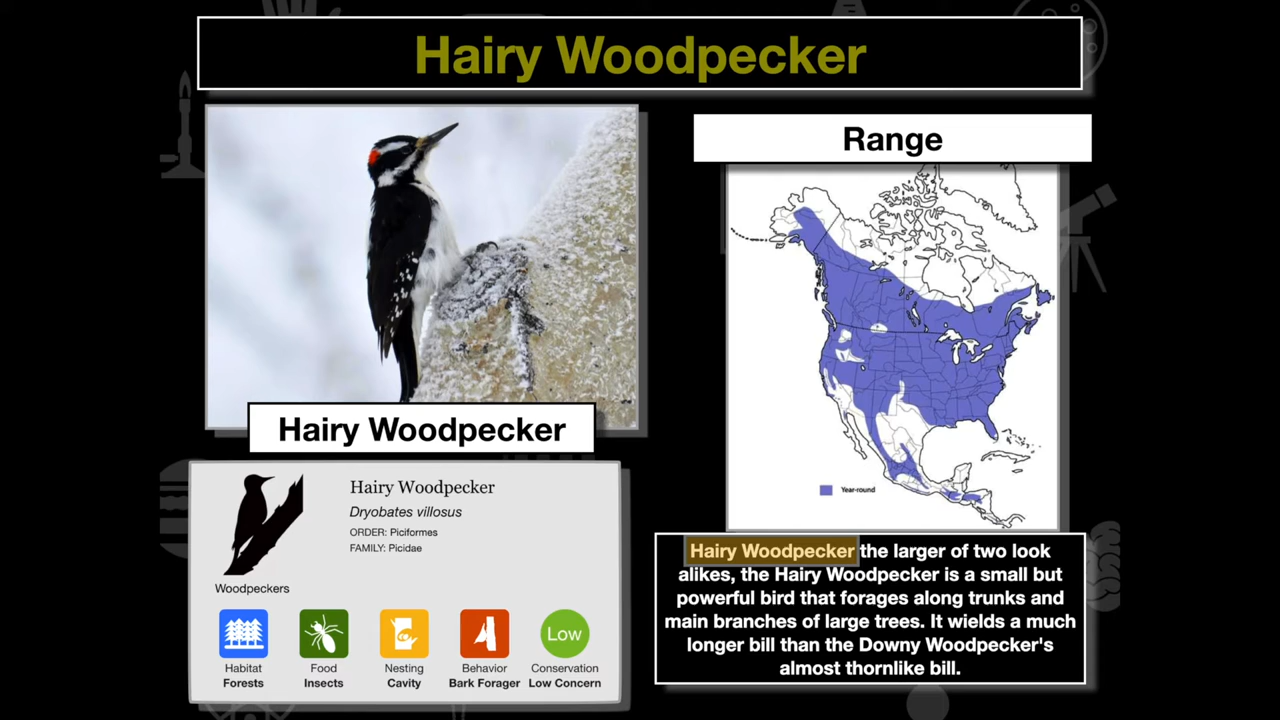 Hairy Woodpecker
Range
Year-round
Hairy Woodpecker
Hairy Woodpecker
Dryobates villosus
ORDER: Piciformes
FAMILY: Picidae
Woodpeckers
Low
Habitat
Forests
Food
Insects
Nesting
Cavity
Behavior
Bark Forager
Conservation
Low Concern
Hairy Woodpecker the larger of two look
alikes, the Hairy Woodpecker is a small but
powerful bird that forages along trunks and
main branches of large trees. It wields a much
longer bill than the Downy Woodpecker's
almost thornlike bill.